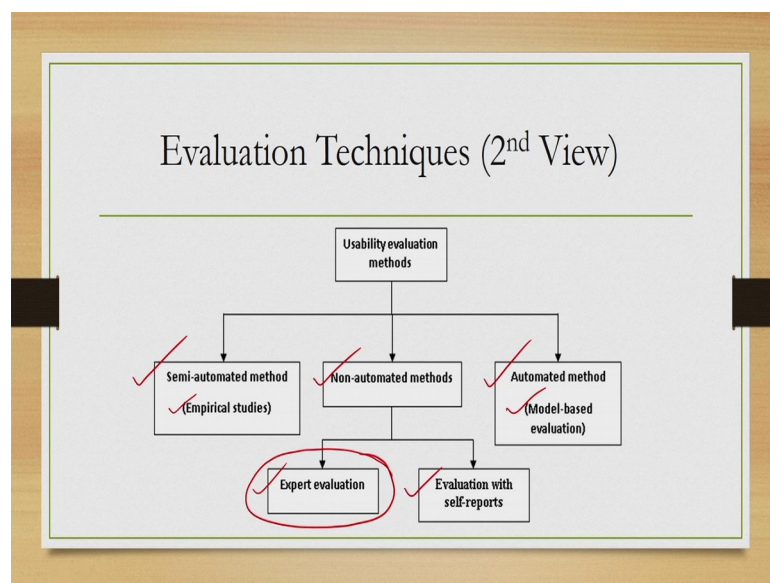 Evaluation Techniques (2nd View)
Usability evaluation
methods
Semi-automated method
(Empirical studies)
Non-automated methods
Automated method
(Model-based
evaluation)
Expert evaluation
Evaluation with
self-reports